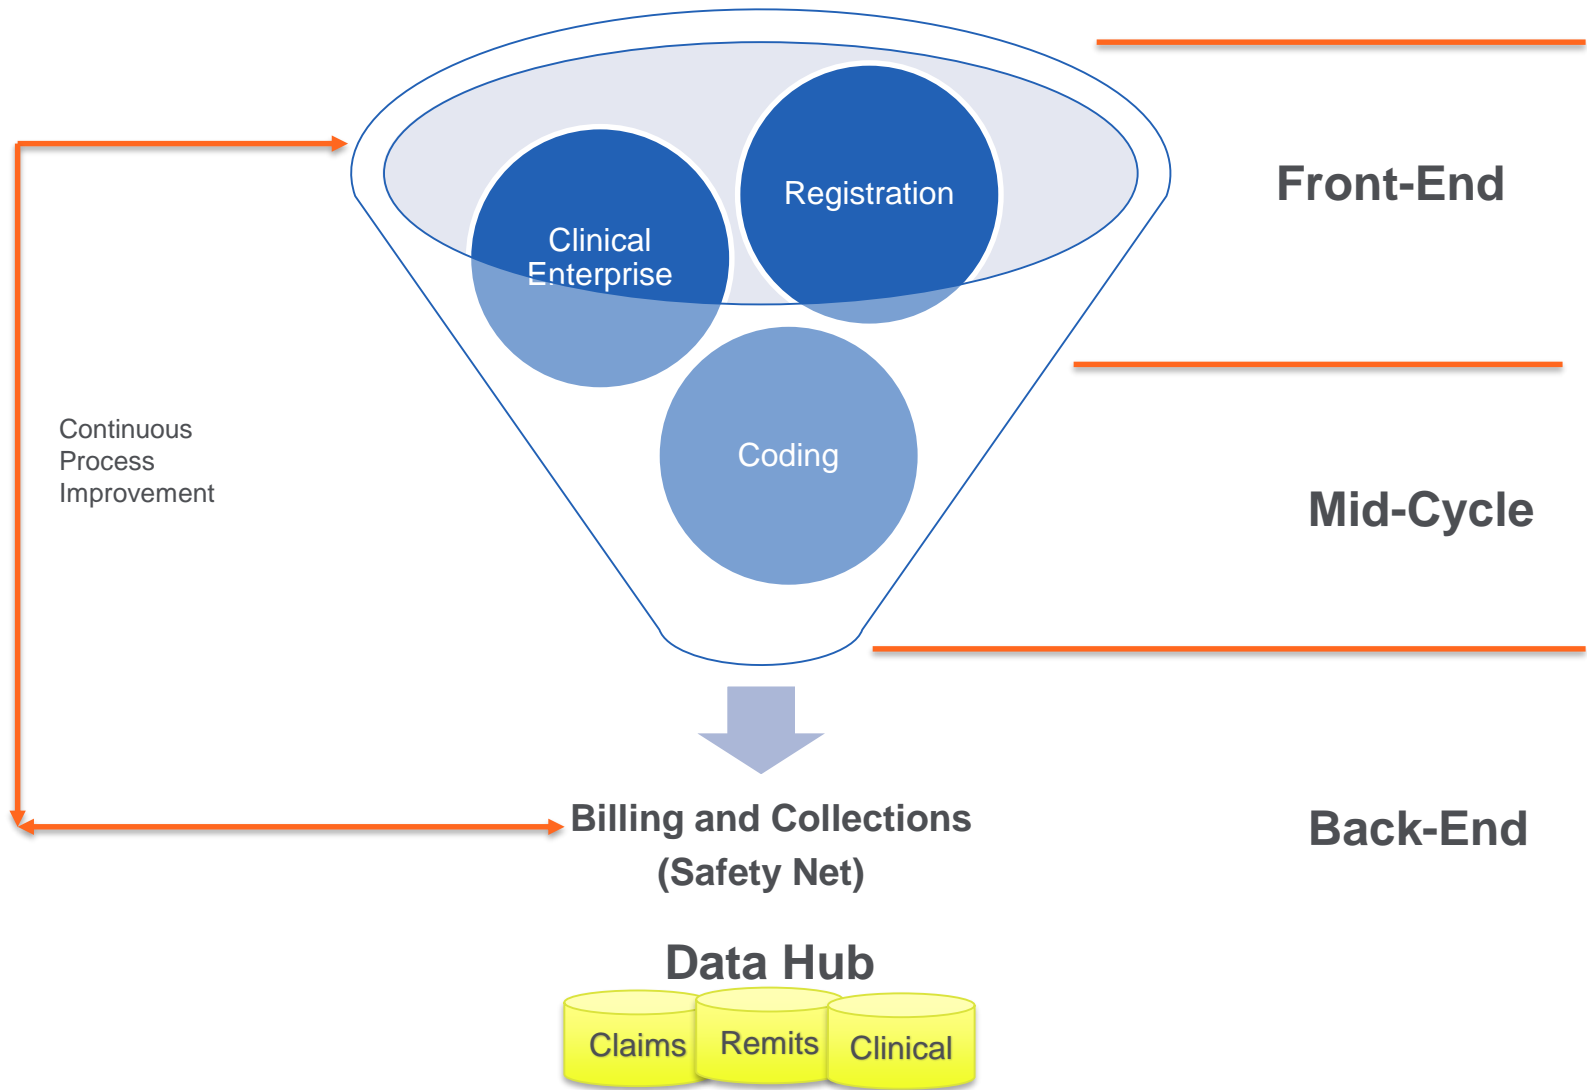 Registration
Clinical
Enterprise
Front-End
Continuous
Process
Improvement
Coding
Mid-Cycle
Billing and Collections
(Safety Net)
Back-End
Data Hub
Claims
Remits
Clinical